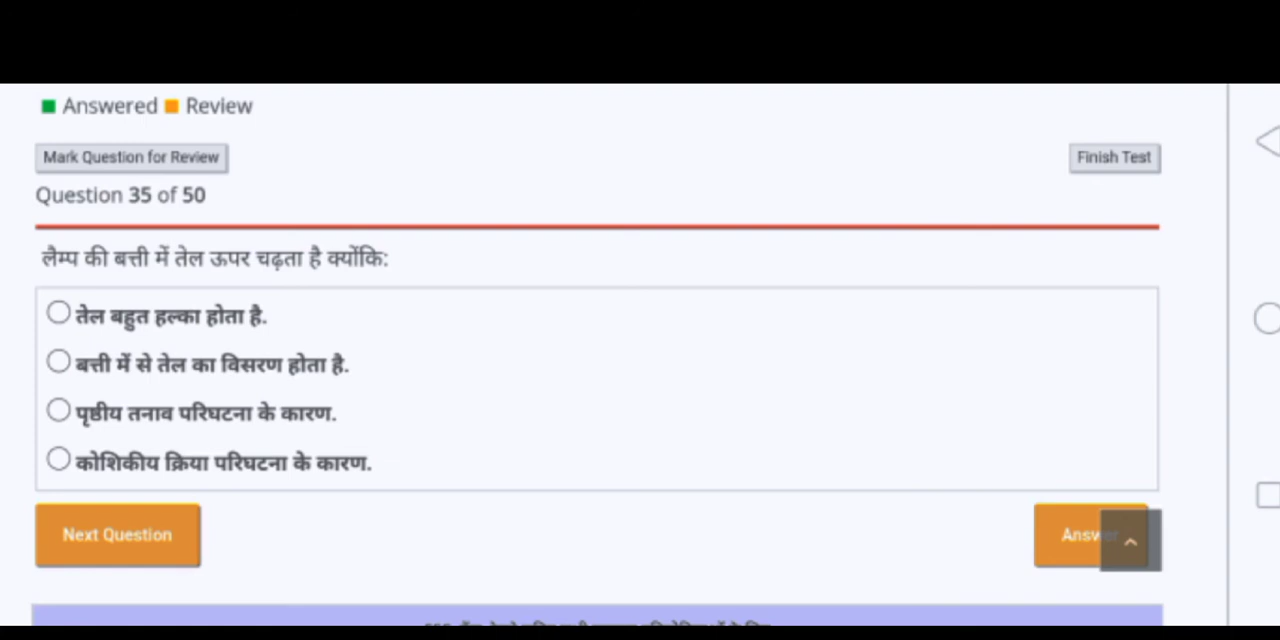 Answered Review
Mark Question for Review
Finish Test
Question 35 of 50
लैम्प की बत्ती में तेल ऊपर चढ़ता है क्योंकि:
तेल बहुत हल्का होता है.
बत्ती में से तेल का विसरण होता है.
पृष्ठीय तनाव परिघटना के कारण.
कोशिकीय क्रिया परिघटना के कारण.
Next Question
Answer